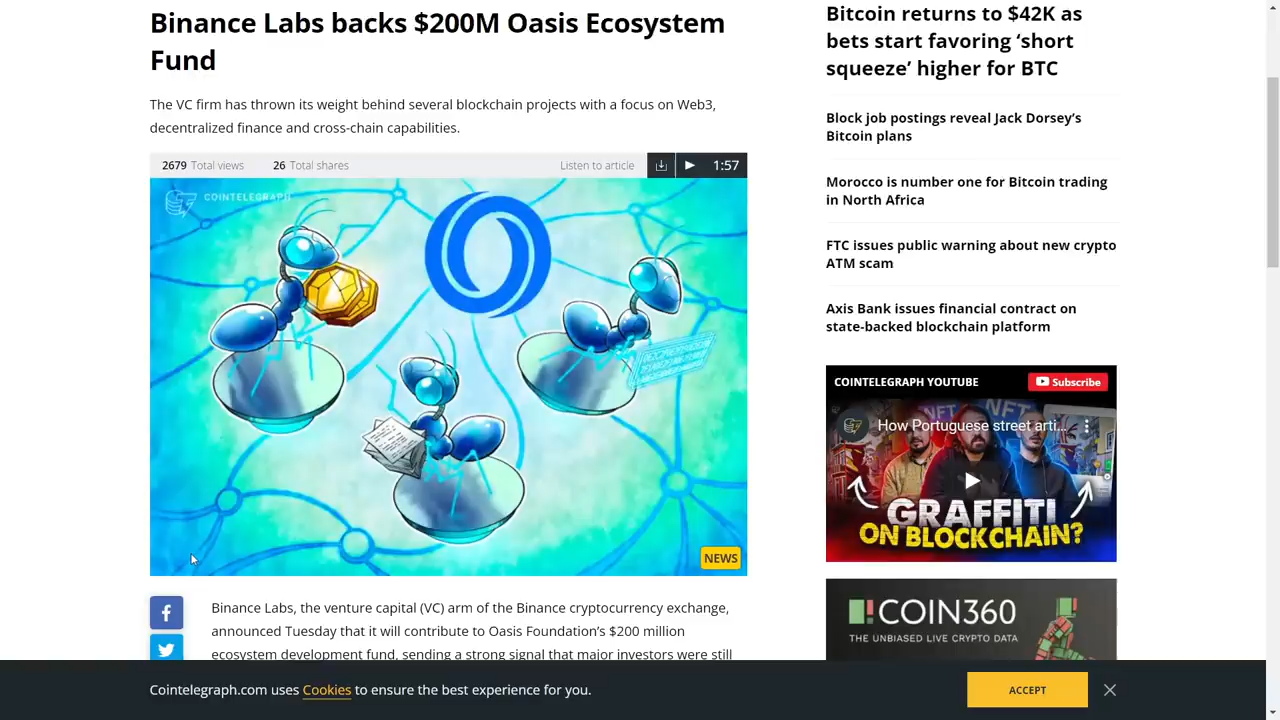 Binance Labs backs $200M Oasis Ecosystem
Fund
The VC firm has thrown its weight behind several blockchain projects with a focus on Web3,
decentralized finance and cross-chain capabilities.
2679 Total views 26 Total shares Listen to article 1:57
COINTELEGRAPH
NEWS
Binance Labs, the venture capital (VC) arm of the Binance cryptocurrency exchange,
announced Tuesday that it will contribute to Oasis Foundation's $200 million
ecosystem development fund, sending a strong signal that major investors were still
Bitcoin returns to $42K as
bets start favoring ‘short
squeeze’ higher for BTC
Block job postings reveal Jack Dorsey’s
Bitcoin plans
Morocco is number one for Bitcoin trading
in North Africa
FTC issues public warning about new crypto
ATM scam
Axis Bank issues financial contract on
state-backed blockchain platform
COINTELEGRAPH YOUTUBE Subscribe
How Portuguese street arti...
GRAFFITI
ON BLOCKCHAIN?
COIN360
THE UNBIASED LIVE CRYPTO DATA
Cointelegraph.com uses Cookies to ensure the best experience for you.
ACCEPT